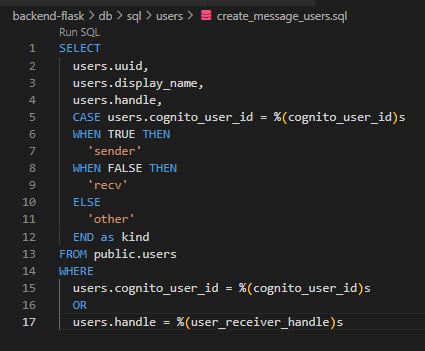 backend-flask > db > sql > users > create_message_users.sql
Run SQL
1 SELECT
2 users.uuid,
3 users.display_name,
4 users.handle,
5 CASE users.cognito_user_id = %(cognito_user_id)s
6 WHEN TRUE THEN
7 'sender'
8 WHEN FALSE THEN
9 'recv'
10 ELSE
11 'other'
12 END as kind
13 FROM public.users
14 WHERE
15 users.cognito_user_id = %(cognito_user_id)s
16 OR
17 users.handle = %(user_receiver_handle)s